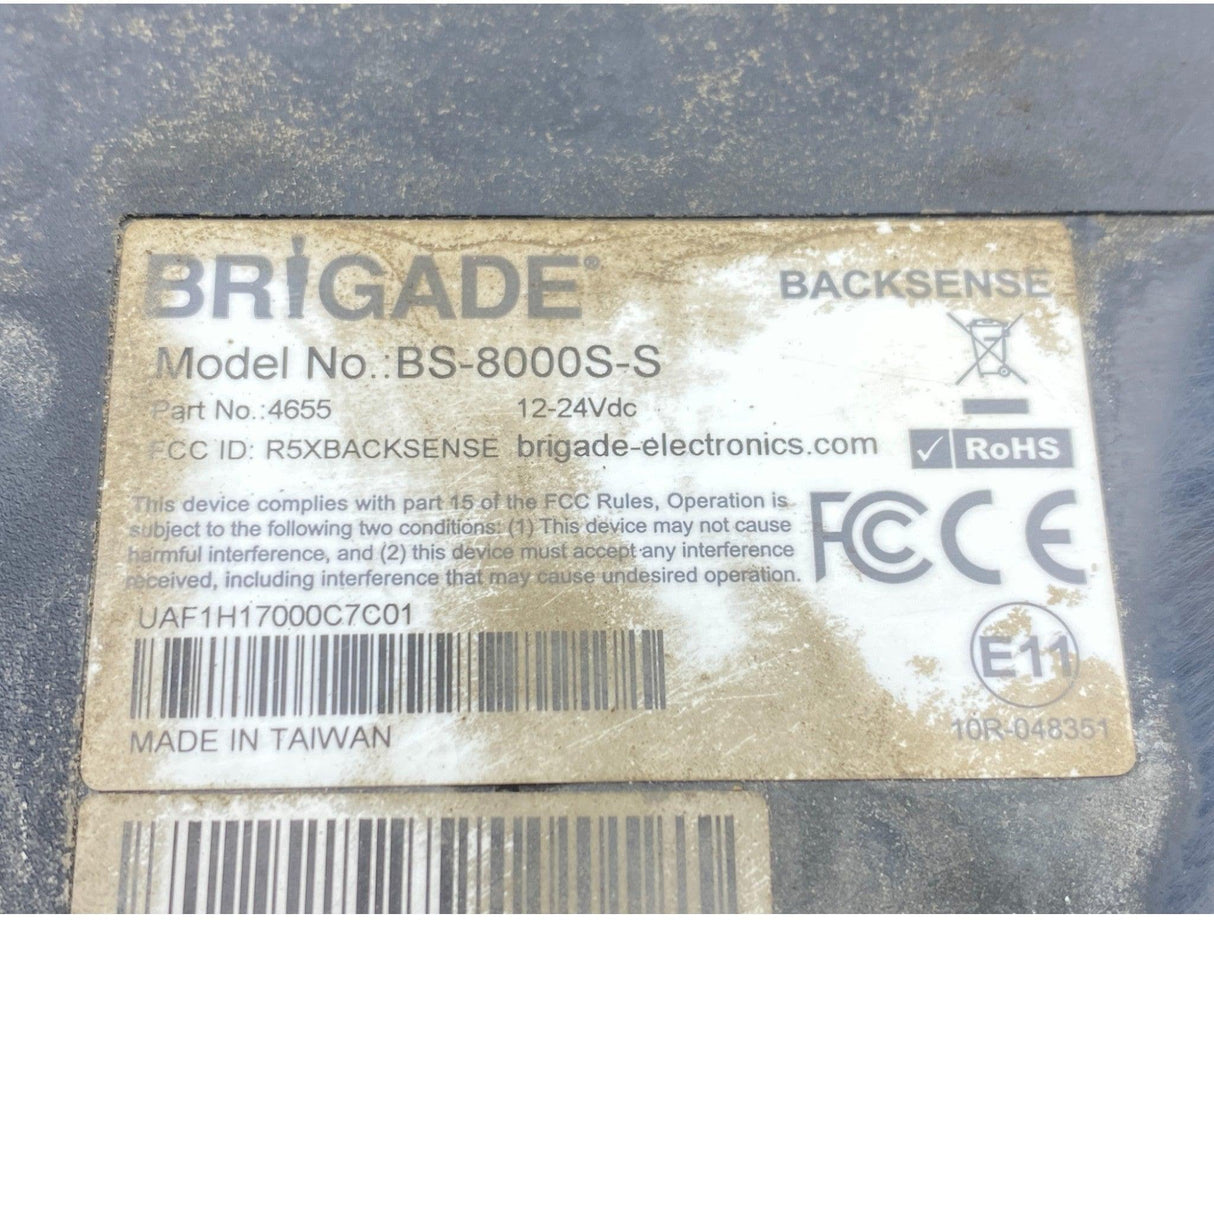 BRIGADE®
BACKSENSE
Model No.:BS-8000S-S
Part No.:4655 12-24Vdc
FCC ID: R5XBACKSENSE brigade-electronics.com
✓ RoHS
This device complies with part 15 of the FCC Rules, Operation is
subject to the following two conditions: (1) This device may not cause
harmful interference, and (2) this device must accept any interference
received, including interference that may cause undesired operation.
FC CE
UAF1H17000C7C01
E11
MADE IN TAIWAN
10R-048351